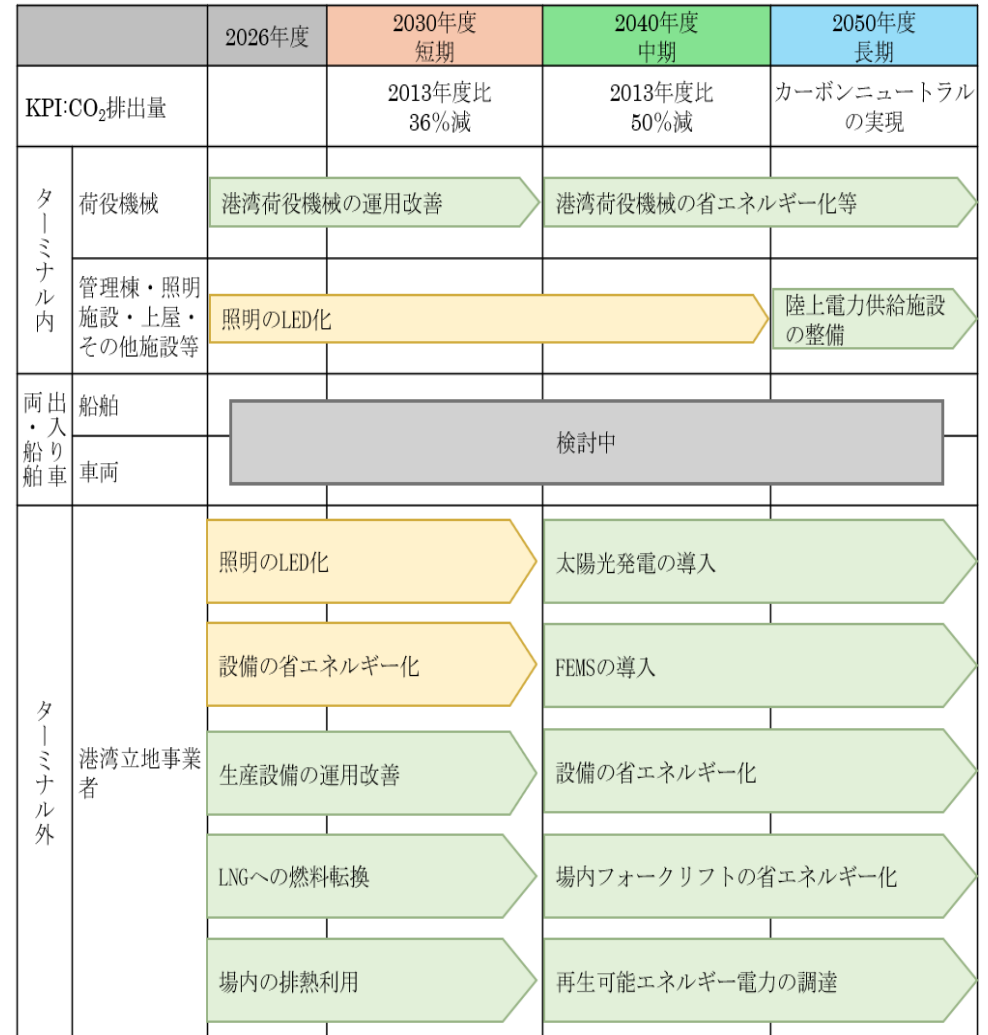 2026年度
2030年度
短期
2040年度
中期
2050年度
長期
KPI:CO₂排出量
2013年度比
36%減
2013年度比
50%減
カーボンニュートラル
の実現
ターミナル内
荷役機械
港湾荷役機械の運用改善
港湾荷役機械の省エネルギー化等
管理棟・照明
施設・上屋・
その他施設等
照明のLED化
陸上電力供給施設
の整備
出入り車
両・船舶
船舶
車両
検討中
ターミナル外
港湾立地事業
者
照明のLED化
太陽光発電の導入
設備の省エネルギー化
FEMSの導入
生産設備の運用改善
設備の省エネルギー化
LNGへの燃料転換
場内フォークリフトの省エネルギー化
場内の排熱利用
再生可能エネルギー電力の調達